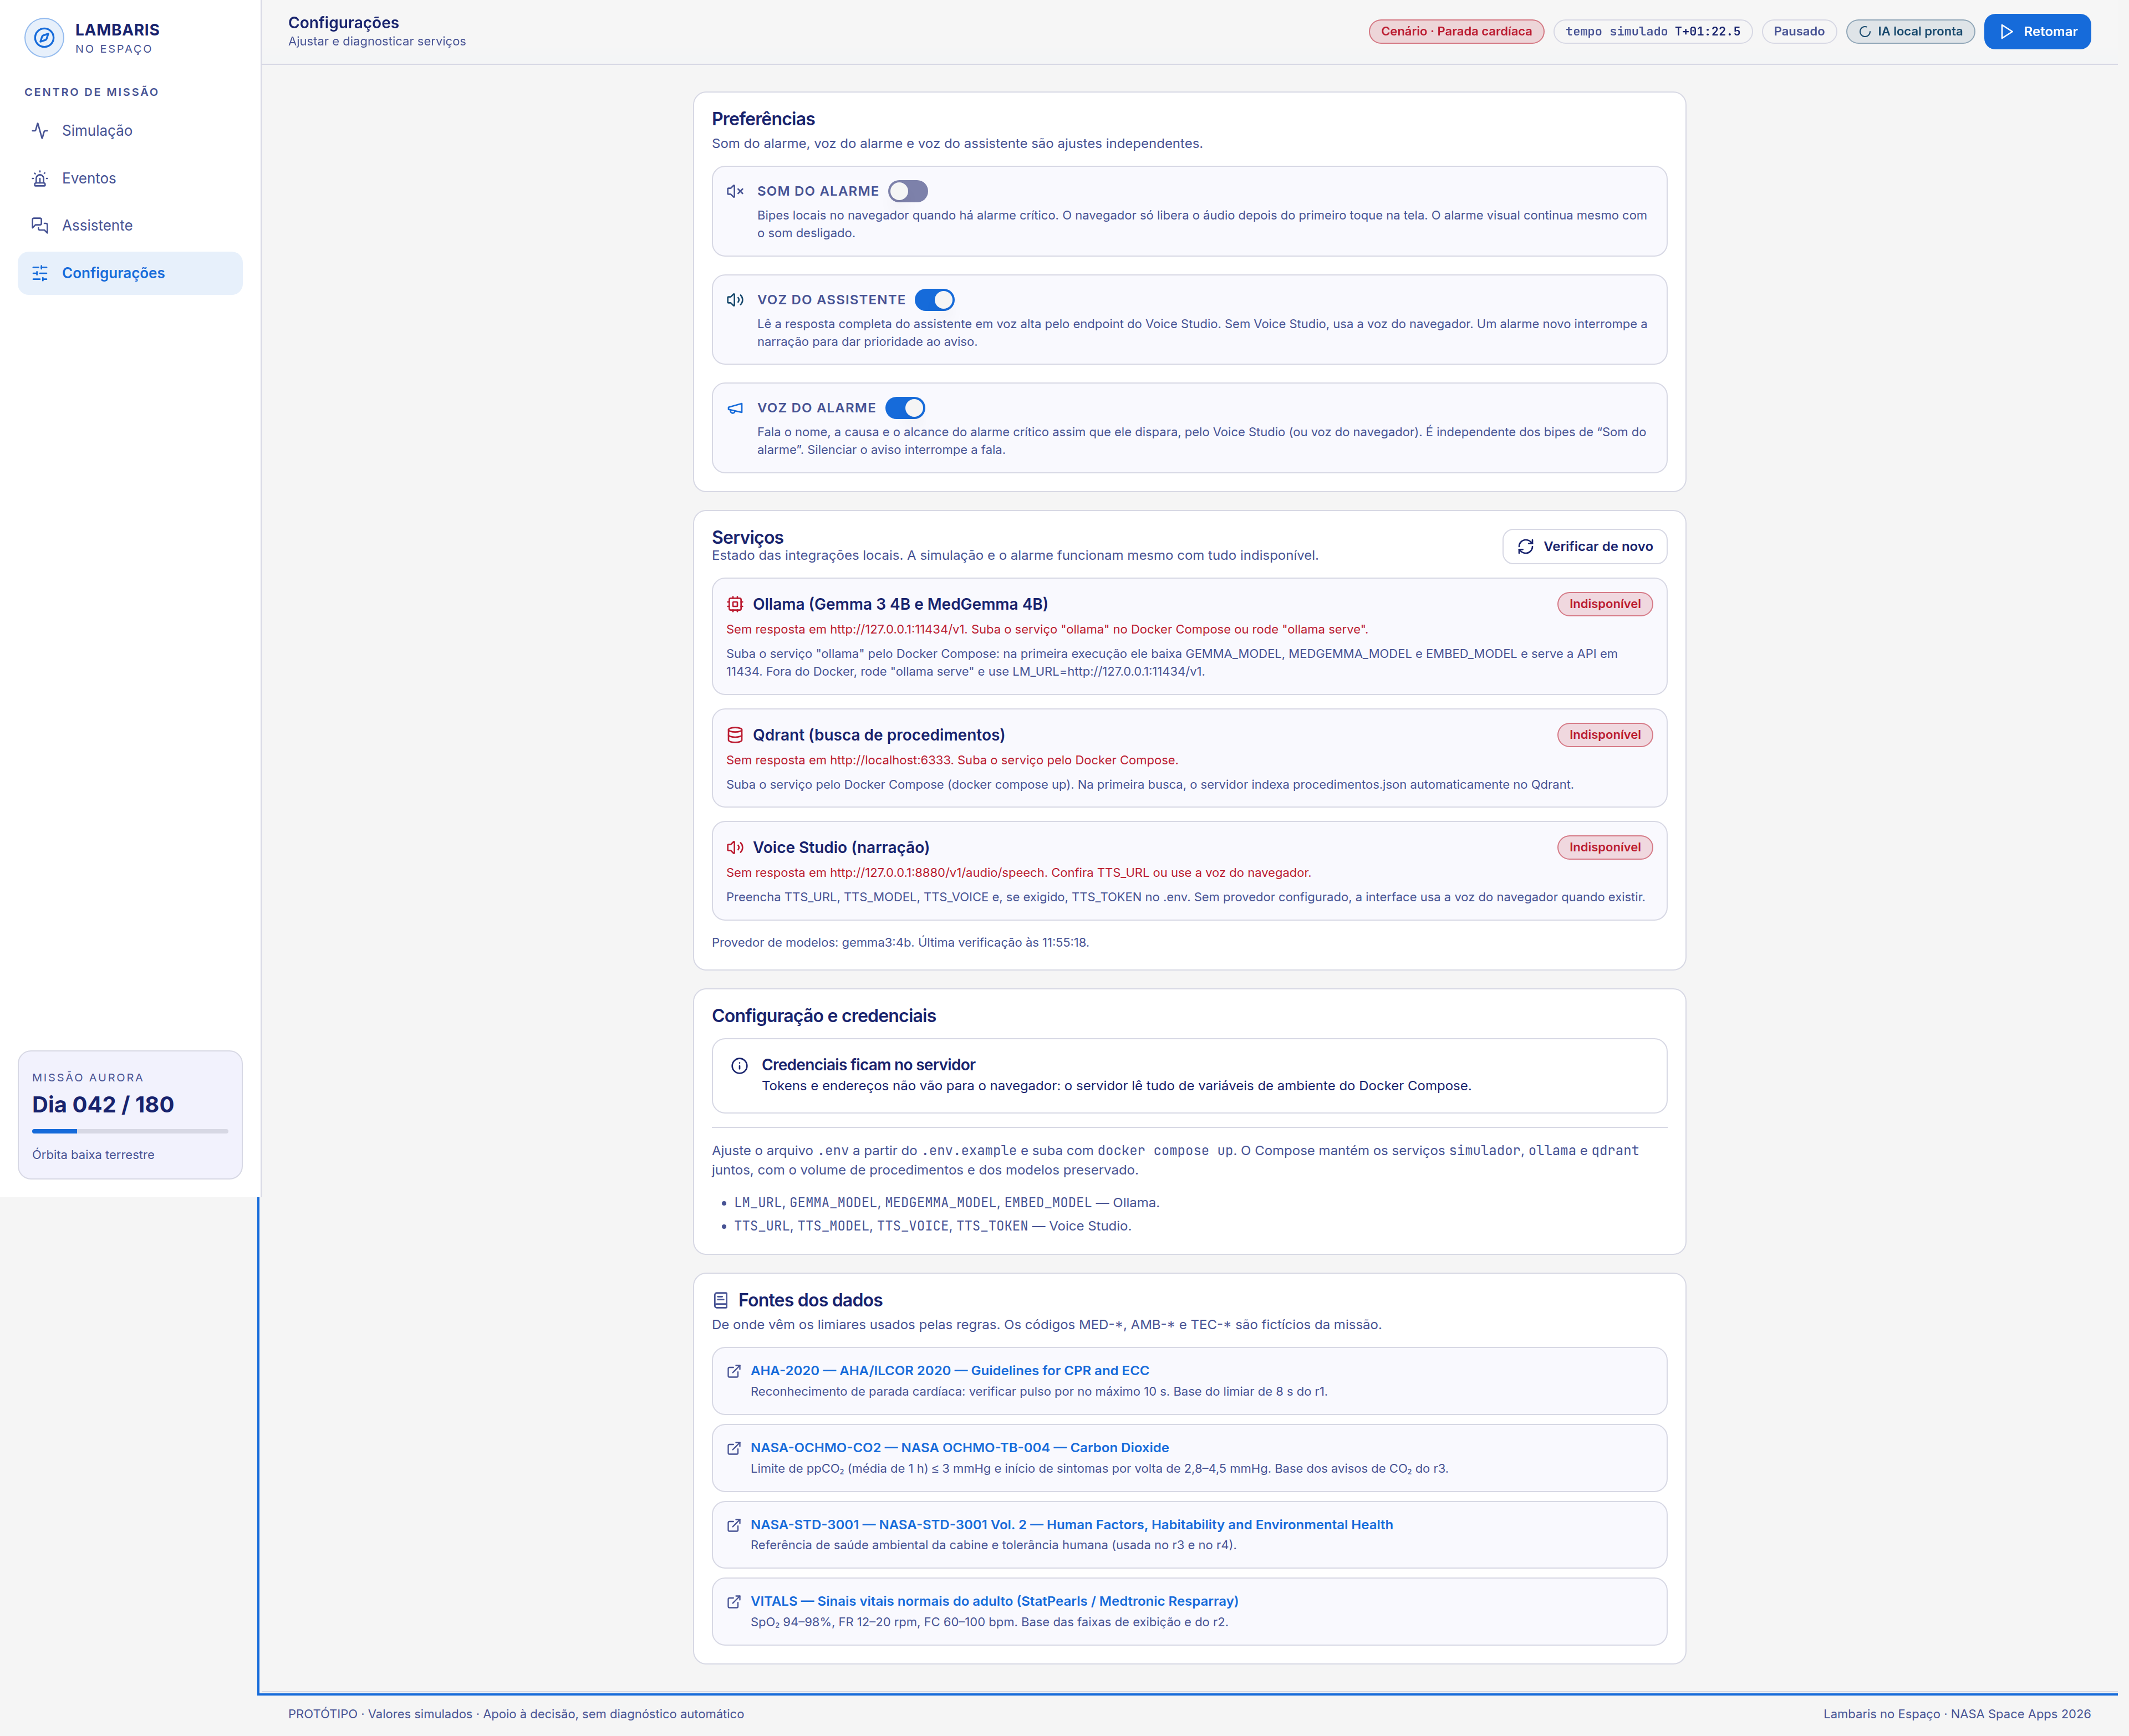 LAMBARIS
NO ESPAÇO
CENTRO DE MISSÃO
Simulação
Eventos
Assistente
Configurações
MISSÃO AURORA
Dia 042 / 180
Órbita baixa terrestre
Configurações
Ajustar e diagnosticar serviços
Cenário · Parada cardíaca
tempo simulado T+01:22.5
Pausado
IA local pronta
Retomar
Preferências
Som do alarme, voz do alarme e voz do assistente são ajustes independentes.
SOM DO ALARME
Bipes locais no navegador quando há alarme crítico. O navegador só libera o áudio depois do primeiro toque na tela. O alarme visual continua mesmo com
o som desligado.
VOZ DO ASSISTENTE
Lê a resposta completa do assistente em voz alta pelo endpoint do Voice Studio. Sem Voice Studio, usa a voz do navegador. Um alarme novo interrompe a
narração para dar prioridade ao aviso.
VOZ DO ALARME
Fala o nome, a causa e o alcance do alarme crítico assim que ele dispara, pelo Voice Studio (ou voz do navegador). É independente dos bipes de “Som do
alarme”. Silenciar o aviso interrompe a fala.
Serviços
Estado das integrações locais. A simulação e o alarme funcionam mesmo com tudo indisponível.
Verificar de novo
Ollama (Gemma 3 4B e MedGemma 4B)
Indisponível
Sem resposta em http://127.0.0.1:11434/v1. Suba o serviço "ollama" no Docker Compose ou rode "ollama serve".
Suba o serviço "ollama" pelo Docker Compose: na primeira execução ele baixa GEMMA_MODEL, MEDGEMMA_MODEL e EMBED_MODEL e serve a API em
11434. Fora do Docker, rode "ollama serve" e use LM_URL=http://127.0.0.1:11434/v1.
Qdrant (busca de procedimentos)
Indisponível
Sem resposta em http://localhost:6333. Suba o serviço pelo Docker Compose.
Suba o serviço pelo Docker Compose (docker compose up). Na primeira busca, o servidor indexa procedimentos.json automaticamente no Qdrant.
Voice Studio (narração)
Indisponível
Sem resposta em http://127.0.0.1:8880/v1/audio/speech. Confira TTS_URL ou use a voz do navegador.
Preencha TTS_URL, TTS_MODEL, TTS_VOICE e, se exigido, TTS_TOKEN no .env. Sem provedor configurado, a interface usa a voz do navegador quando existir.
Provedor de modelos: gemma3:4b. Última verificação às 11:55:18.
Configuração e credenciais
Credenciais ficam no servidor
Tokens e endereços não vão para o navegador: o servidor lê tudo de variáveis de ambiente do Docker Compose.
Ajuste o arquivo .env a partir do .env.example e suba com docker compose up. O Compose mantém os serviços simulador, ollama e qdrant
juntos, com o volume de procedimentos e dos modelos preservado.
• LM_URL, GEMMA_MODEL, MEDGEMMA_MODEL, EMBED_MODEL — Ollama.
• TTS_URL, TTS_MODEL, TTS_VOICE, TTS_TOKEN — Voice Studio.
Fontes dos dados
De onde vêm os limiares usados pelas regras. Os códigos MED-*, AMB-* e TEC-* são fictícios da missão.
AHA-2020 — AHA/ILCOR 2020 — Guidelines for CPR and ECC
Reconhecimento de parada cardíaca: verificar pulso por no máximo 10 s. Base do limiar de 8 s do r1.
NASA-OCHMO-CO2 — NASA OCHMO-TB-004 — Carbon Dioxide
Limite de ppCO₂ (média de 1 h) ≤ 3 mmHg e início de sintomas por volta de 2,8–4,5 mmHg. Base dos avisos de CO₂ do r3.
NASA-STD-3001 — NASA-STD-3001 Vol. 2 — Human Factors, Habitability and Environmental Health
Referência de saúde ambiental da cabine e tolerância humana (usada no r3 e no r4).
VITALS — Sinais vitais normais do adulto (StatPearls / Medtronic Resparray)
SpO₂ 94–98%, FR 12–20 rpm, FC 60–100 bpm. Base das faixas de exibição e do r2.
PROTÓTIPO · Valores simulados · Apoio à decisão, sem diagnóstico automático
Lambaris no Espaço · NASA Space Apps 2026